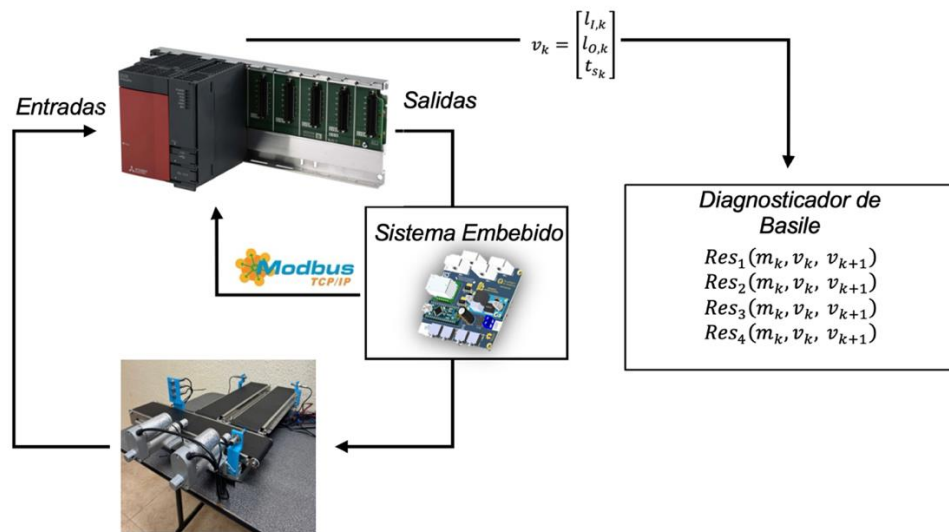 Entradas
Salidas
v_k = [l_{I,k}
l_{O,k}
t_{s_k}]
Sistema Embebido
Modbus
TCP/IP
Diagnosticador de
Basile
Res_1(m_k, v_k, v_{k+1})
Res_2(m_k, v_k, v_{k+1})
Res_3(m_k, v_k, v_{k+1})
Res_4(m_k, v_k, v_{k+1})